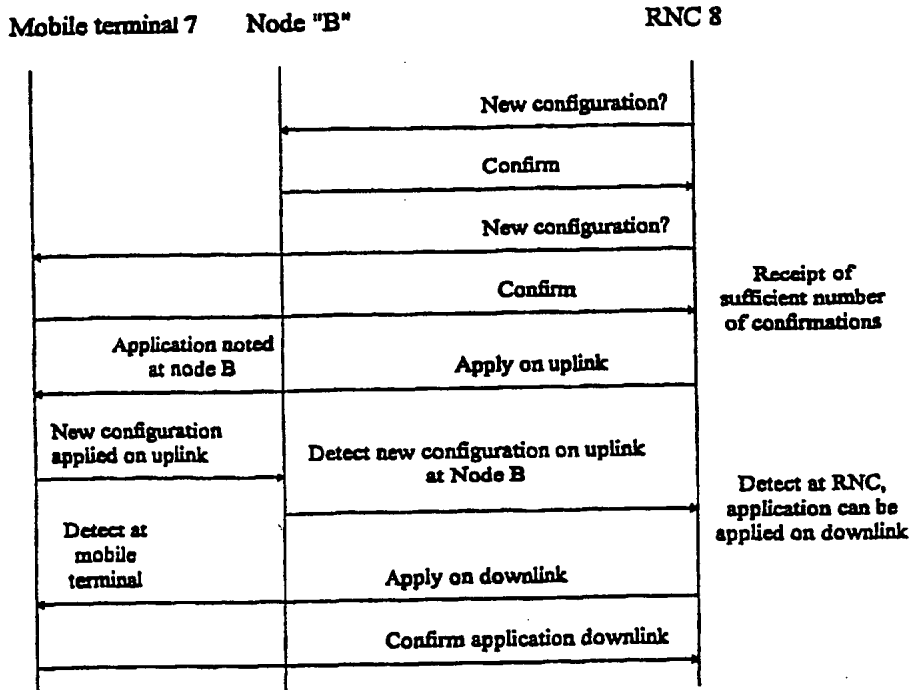 Mobile terminal 7 Node "B" RNC 8
New configuration?
Confirm
New configuration?
Confirm
Receipt of
sufficient number
of confirmations
Application noted
at node B
Apply on uplink
New configuration
applied on uplink
Detect new configuration on uplink
at Node B
Detect at RNC,
application can be
applied on downlink
Detect at
mobile
terminal
Apply on downlink
Confirm application downlink